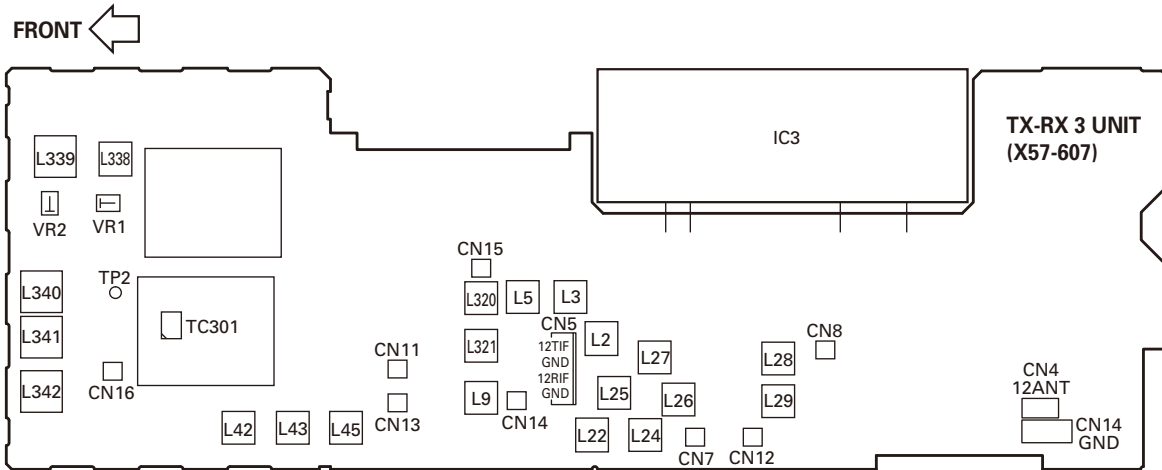 FRONT
IC3
TX-RX 3 UNIT
(X57-607)
L339
L338
VR2
VR1
CN15
TP2
L340
L320
L5
L3
TC301
L341
CN5
12TIF
GND
12RIF
GND
L2
CN8
L321
CN11
L27
L28
CN16
L342
CN4
12ANT
L25
L26
L9
L29
CN13
CN14
CN14
GND
L42
L43
L45
L22
L24
CN7
CN12